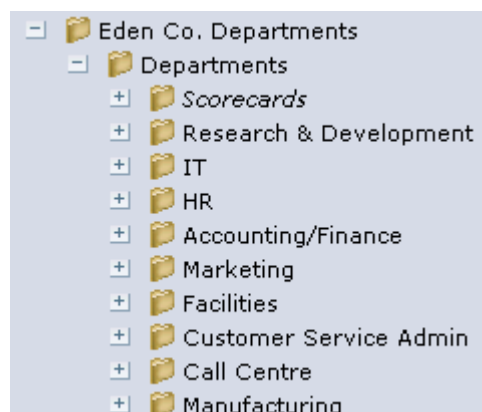 Eden Co. Departments
Departments
Scorecards
Research & Development
IT
HR
Accounting/Finance
Marketing
Facilities
Customer Service Admin
Call Centre
Manufacturing